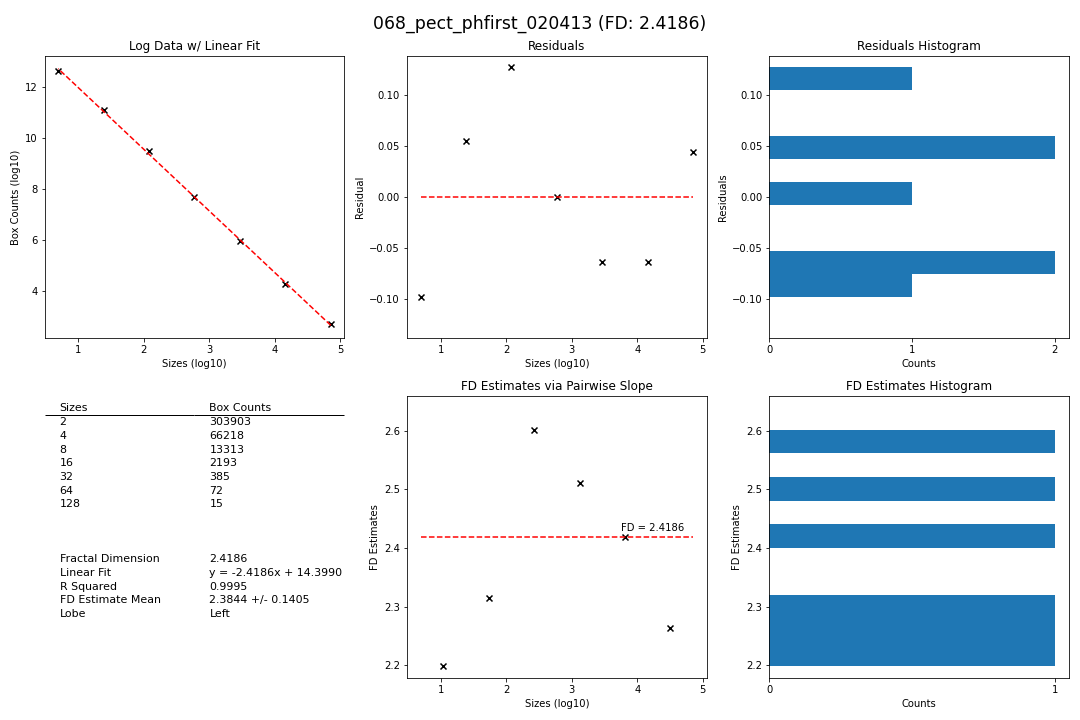 068_pect_phfirst_020413 (FD: 2.4186)
Log Data w/ Linear Fit
12
10
8
6
4
Box Counts (log10)
1 2 3 4 5
Sizes (log10)
Residuals
0.10
0.05
0.00
−0.05
−0.10
Residual
1 2 3 4 5
Sizes (log10)
Residuals Histogram
0.10
0.05
0.00
−0.05
−0.10
Residuals
0 1 2
Counts
Sizes Box Counts
2 303903
4 66218
8 13313
16 2193
32 385
64 72
128 15
Fractal Dimension 2.4186
Linear Fit y = -2.4186x + 14.3990
R Squared 0.9995
FD Estimate Mean 2.3844 +/- 0.1405
Lobe Left
FD Estimates via Pairwise Slope
2.6
2.5
2.4
2.3
2.2
FD Estimates
FD = 2.4186
1 2 3 4 5
Sizes (log10)
FD Estimates Histogram
2.6
2.5
2.4
2.3
2.2
FD Estimates
0 1
Counts